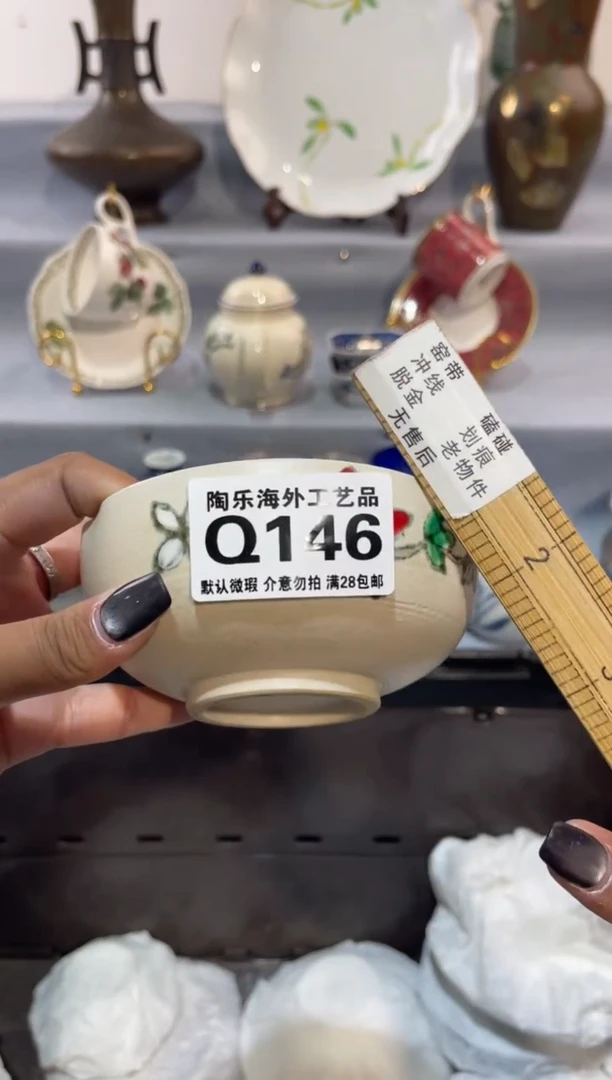 陶乐海外工艺品
Q146
默认微瑕 介意勿拍 满28包邮
窑带 磕碰
冲线 划痕
脱金 老物件
无售后
2